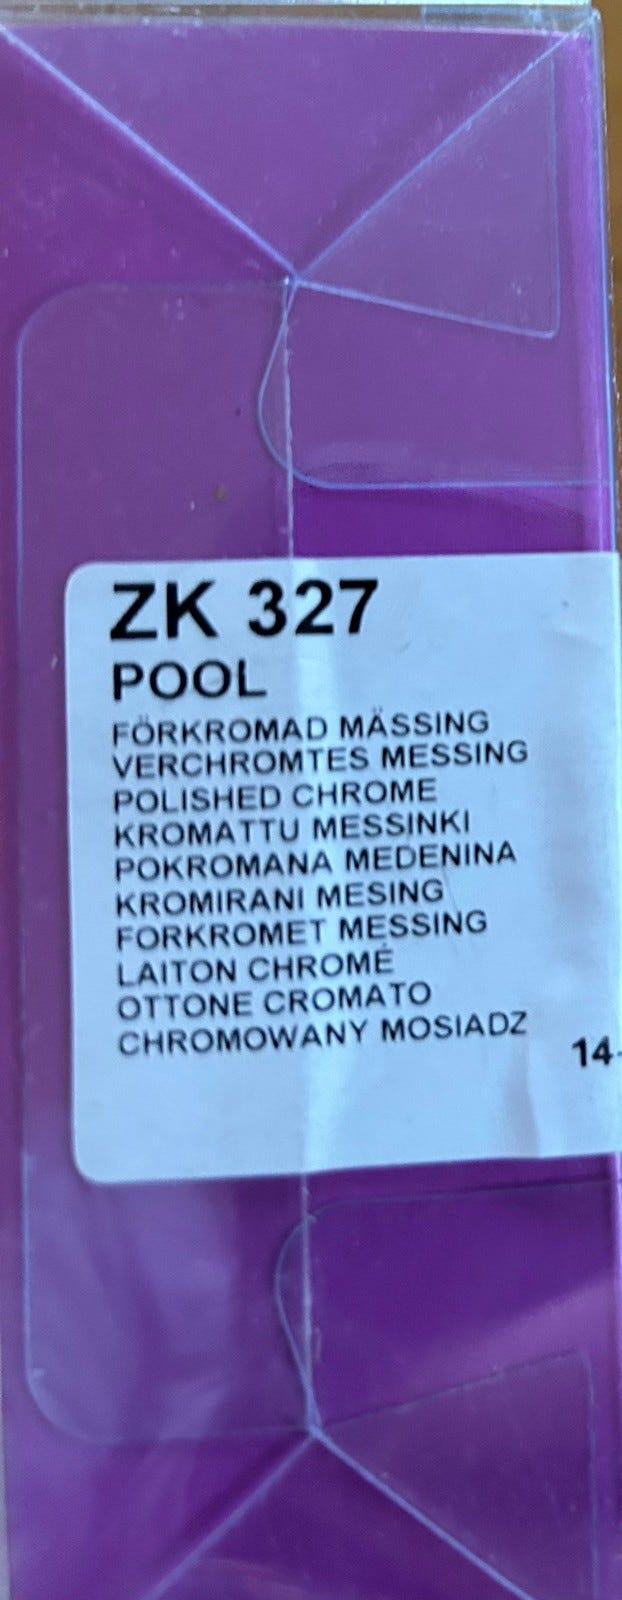 ZK 327
POOL
FÖRKROMAD MÄSSING
VERCHROMTES MESSING
POLISHED CHROME
KROMATTU MESSINKI
POKROMANA MEDENINA
KROMIRANI MESING
FORKROMET MESSING
LAITON CHROMÉ
OTTONE CROMATO
CHROMOWANY MOSIADZ
14-